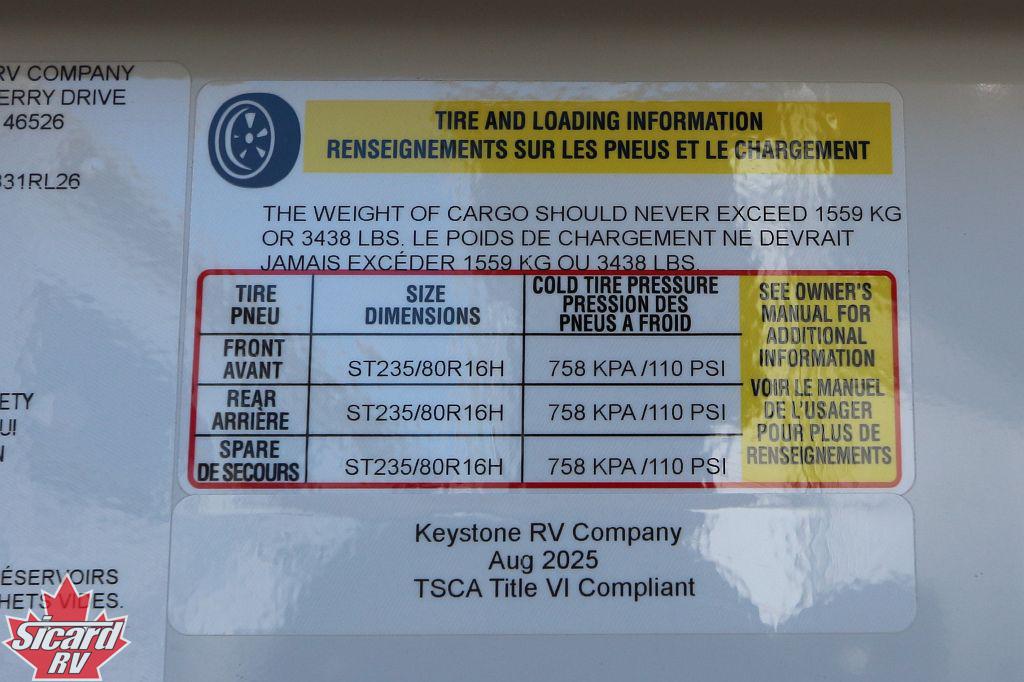 RV COMPANY
ERRY DRIVE
46526
331RL26
ETY
U!
N
ÉSERVOIRS
HETS VIDES.
TIRE AND LOADING INFORMATION
RENSEIGNEMENTS SUR LES PNEUS ET LE CHARGEMENT
THE WEIGHT OF CARGO SHOULD NEVER EXCEED 1559 KG
OR 3438 LBS. LE POIDS DE CHARGEMENT NE DEVRAIT
JAMAIS EXCÉDER 1559 KG OU 3438 LBS.
TIRE
PNEU
SIZE
DIMENSIONS
COLD TIRE PRESSURE
PRESSION DES
PNEUS A FROID
FRONT
AVANT
ST235/80R16H
758 KPA /110 PSI
REAR
ARRIÈRE
ST235/80R16H
758 KPA /110 PSI
SPARE
DE SECOURS
ST235/80R16H
758 KPA /110 PSI
SEE OWNER'S
MANUAL FOR
ADDITIONAL
INFORMATION
VOIR LE MANUEL
DE L'USAGER
POUR PLUS DE
RENSEIGNEMENTS
Keystone RV Company
Aug 2025
TSCA Title VI Compliant
Sicard
RV